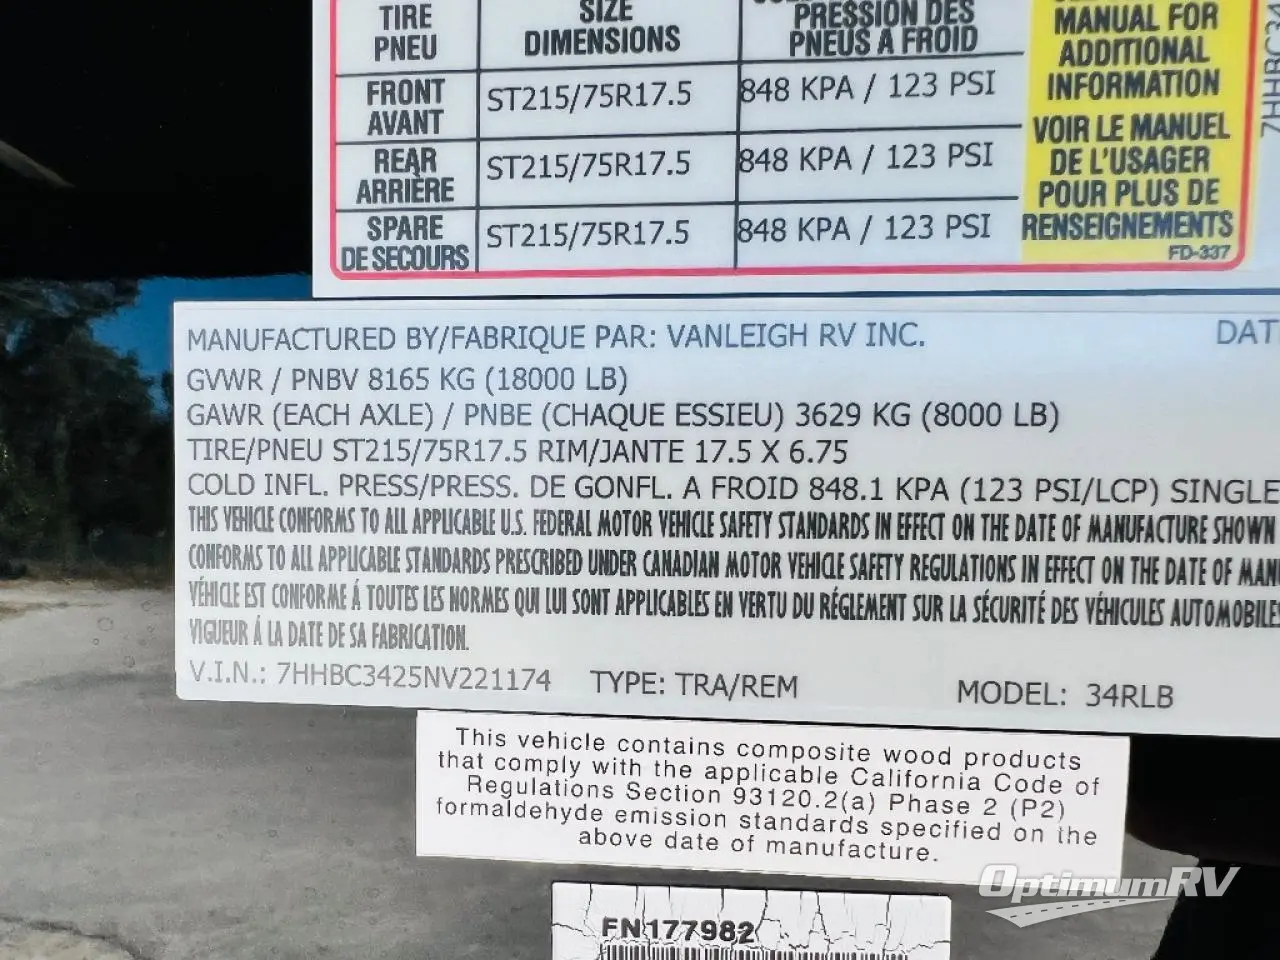 TIRE SIZE PRESSION DES
PNEU DIMENSIONS PNEUS A FROID
FRONT ST215/75R17.5 848 KPA / 123 PSI
AVANT
REAR ST215/75R17.5 848 KPA / 123 PSI
ARRIÈRE
SPARE ST215/75R17.5 848 KPA / 123 PSI
DE SECOURS
MANUAL FOR
ADDITIONAL
INFORMATION
VOIR LE MANUEL
DE L'USAGER
POUR PLUS DE
RENSEIGNEMENTS
FD-337
MANUFACTURED BY/FABRIQUE PAR: VANLEIGH RV INC. DAT
GVWR / PNBV 8165 KG (18000 LB)
GAWR (EACH AXLE) / PNBE (CHAQUE ESSIEU) 3629 KG (8000 LB)
TIRE/PNEU ST215/75R17.5 RIM/JANTE 17.5 X 6.75
COLD INFL. PRESS/PRESS. DE GONFL. A FROID 848.1 KPA (123 PSI/LCP) SINGLE
THIS VEHICLE CONFORMS TO ALL APPLICABLE U.S. FEDERAL MOTOR VEHICLE SAFETY STANDARDS IN EFFECT ON THE DATE OF MANUFACTURE SHOWN
CONFORMS TO ALL APPLICABLE STANDARDS PRESCRIBED UNDER CANADIAN MOTOR VEHICLE SAFETY REGULATIONS IN EFFECT ON THE DATE OF MAN
VÉHICLE EST CONFORME Á TOUTES LES NORMES QUI LUI SONT APPLICABLES EN VERTU DU RÉGLEMENT SUR LA SÉCURITÉ DES VÉHICULES AUTOMOBILES
VIGUEUR Á LA DATE DE SA FABRICATION.
V.I.N.: 7HHBC3425NV221174 TYPE: TRA/REM MODEL: 34RLB
This vehicle contains composite wood products
that comply with the applicable California Code of
Regulations Section 93120.2(a) Phase 2 (P2)
formaldehyde emission standards specified on the
above date of manufacture.
OptimumRV
FN177982